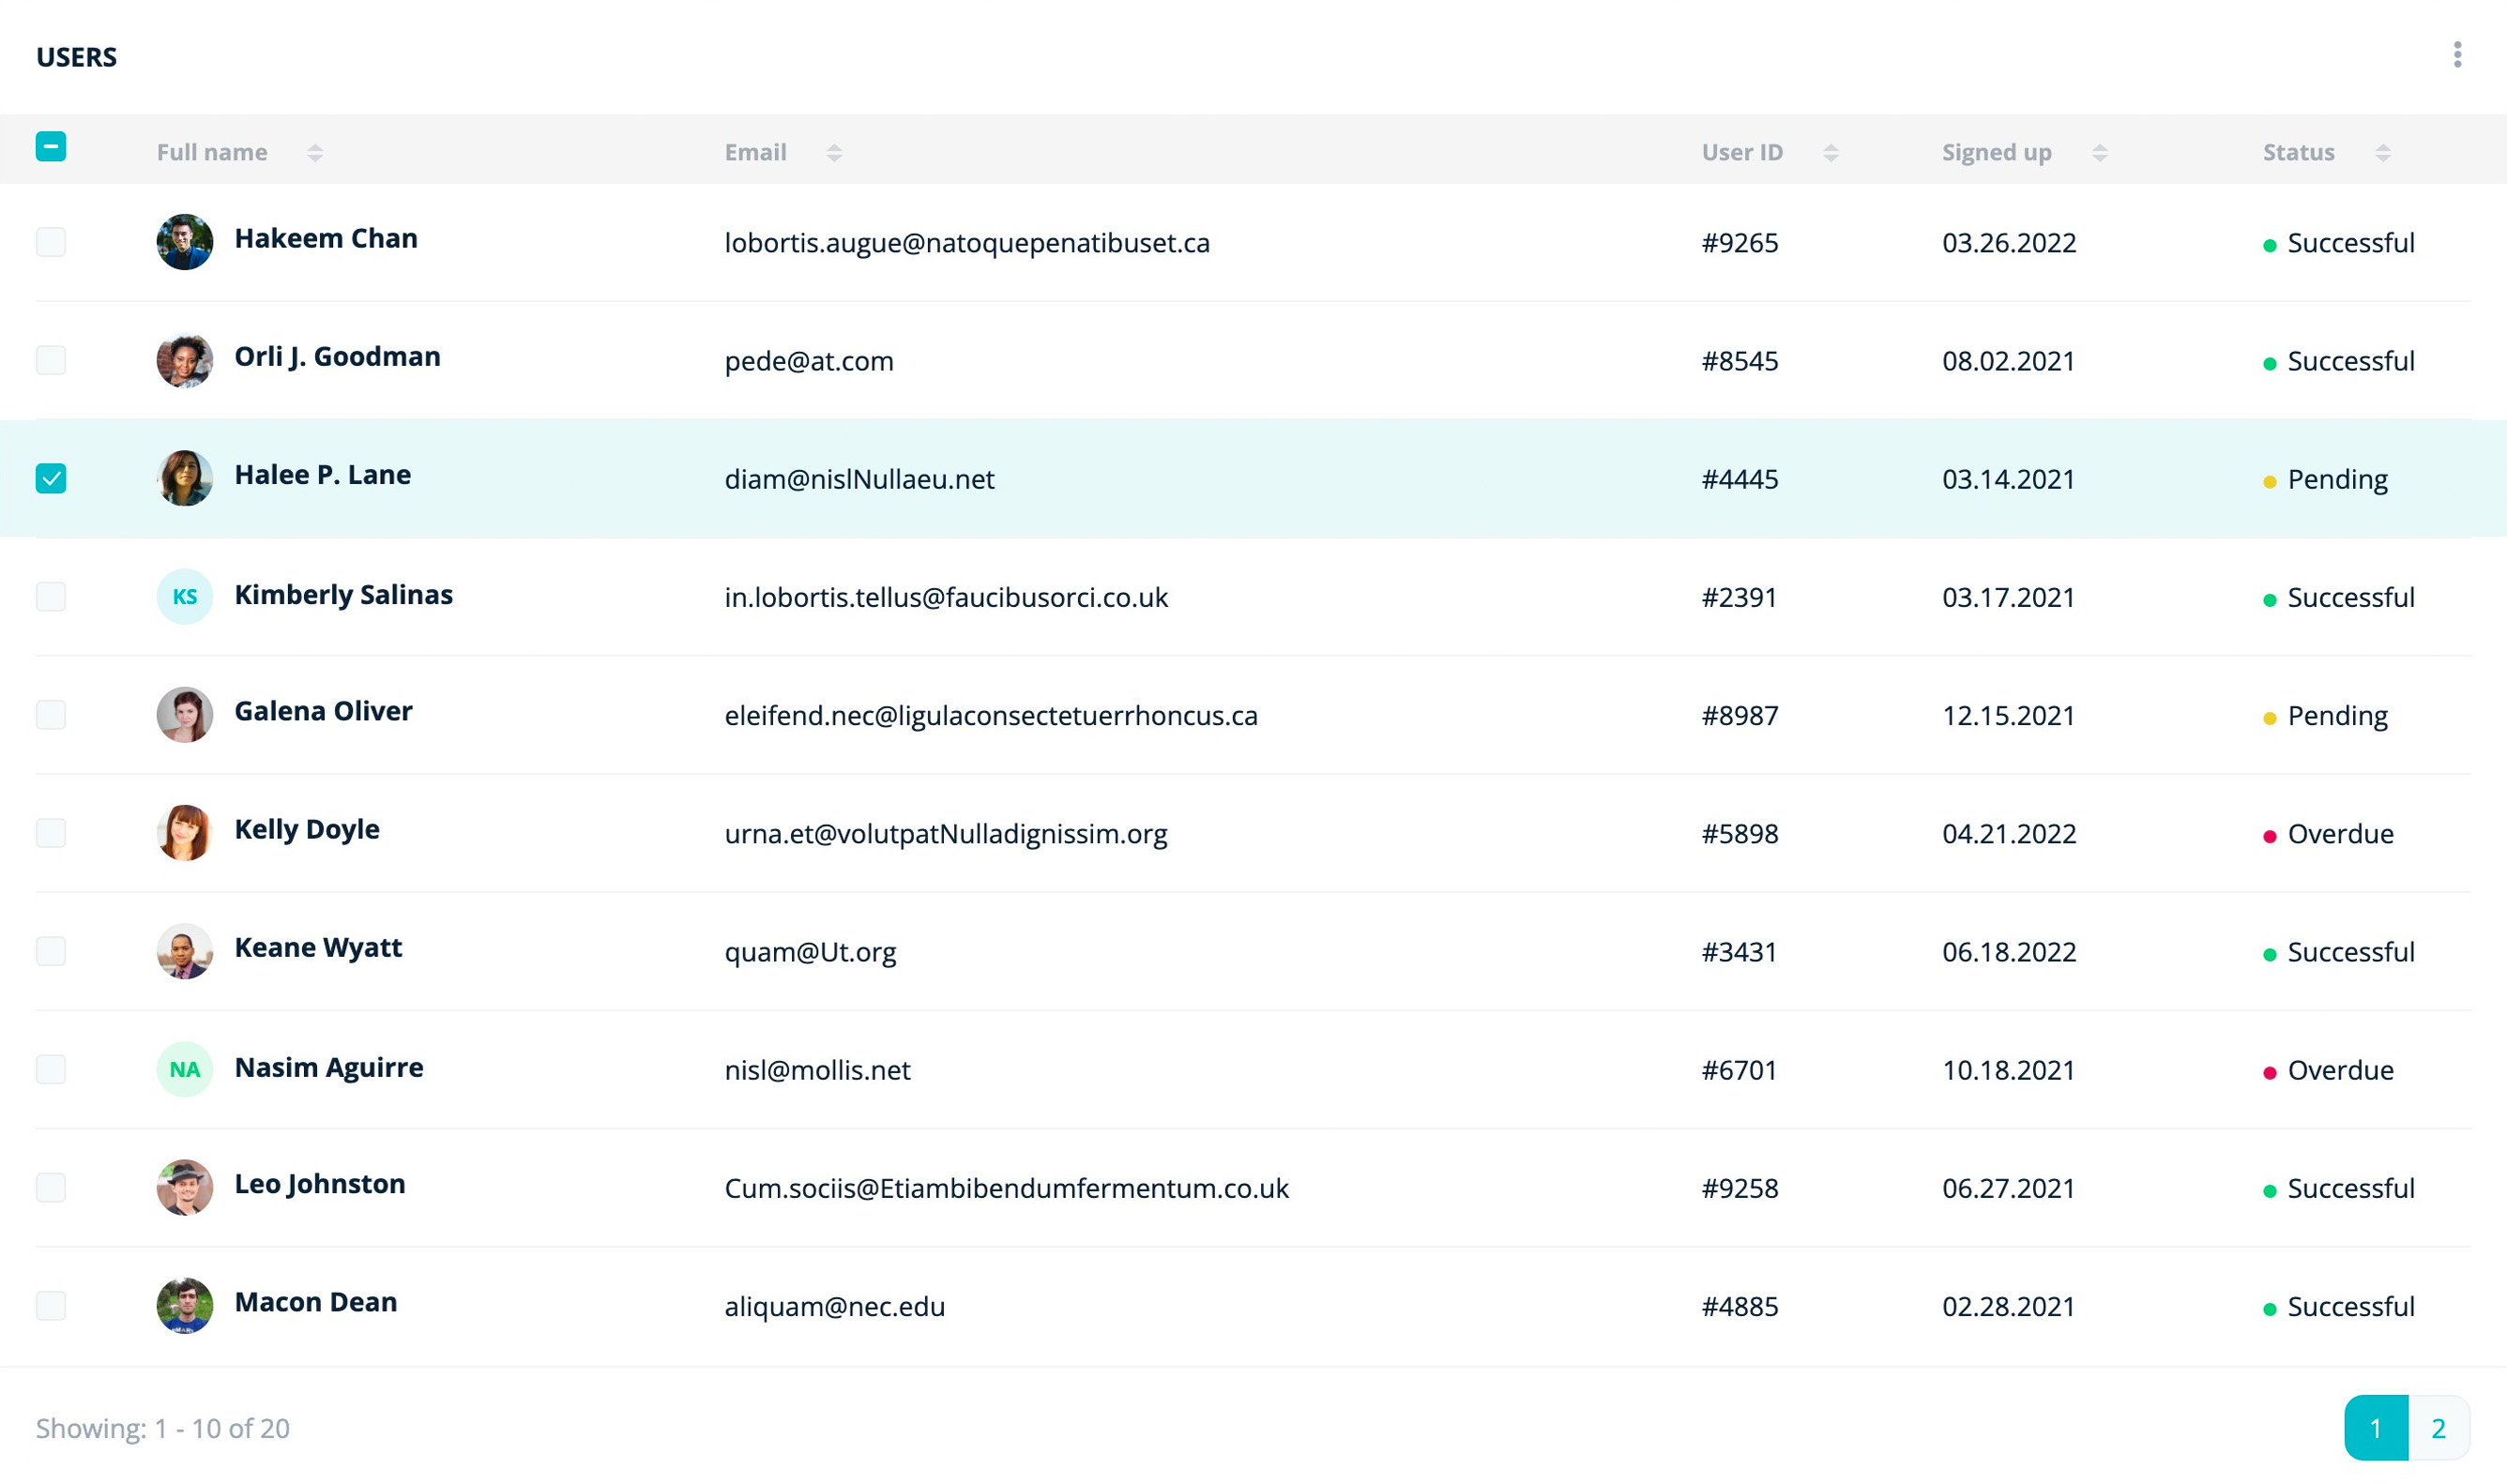 USERS
Full name Email User ID Signed up Status
Hakeem Chan lobortis.augue@natoquepenatibuset.ca #9265 03.26.2022 Successful
Orli J. Goodman pede@at.com #8545 08.02.2021 Successful
Halee P. Lane diam@nislNullaeu.net #4445 03.14.2021 Pending
KS Kimberly Salinas in.lobortis.tellus@faucibusorci.co.uk #2391 03.17.2021 Successful
Galena Oliver eleifend.nec@ligulaconsectetuerrhoncus.ca #8987 12.15.2021 Pending
Kelly Doyle urna.et@volutpatNulladignissim.org #5898 04.21.2022 Overdue
Keane Wyatt quam@Ut.org #3431 06.18.2022 Successful
NA Nasim Aguirre nisl@mollis.net #6701 10.18.2021 Overdue
Leo Johnston Cum.sociis@Etiambibendumfermentum.co.uk #9258 06.27.2021 Successful
Macon Dean aliquam@nec.edu #4885 02.28.2021 Successful
Showing: 1 - 10 of 20 1 2